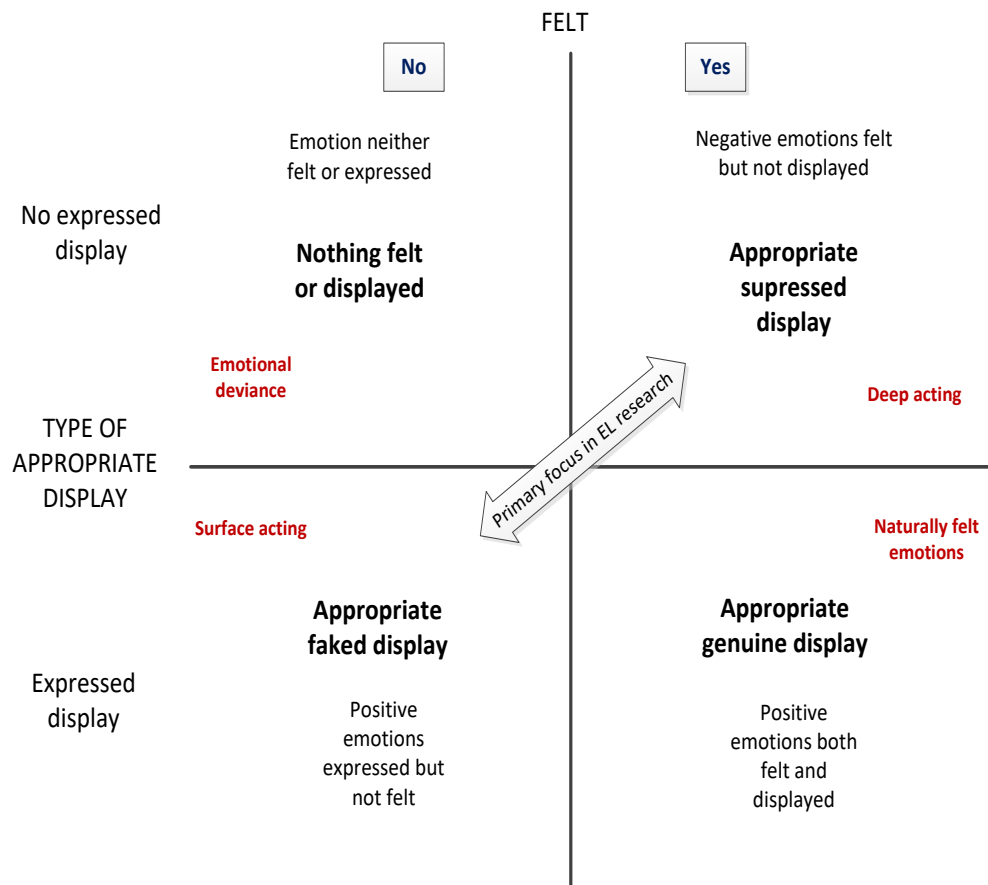 FELT
No
Yes
Emotion neither
felt or expressed
Negative emotions felt
but not displayed
No expressed
display
Nothing felt
or displayed
Appropriate
supressed
display
Emotional
deviance
Deep acting
Primary focus in EL research
TYPE OF
APPROPRIATE
DISPLAY
Surface acting
Naturally felt
emotions
Appropriate
faked display
Appropriate
genuine display
Expressed
display
Positive
emotions
expressed but
not felt
Positive
emotions both
felt and
displayed